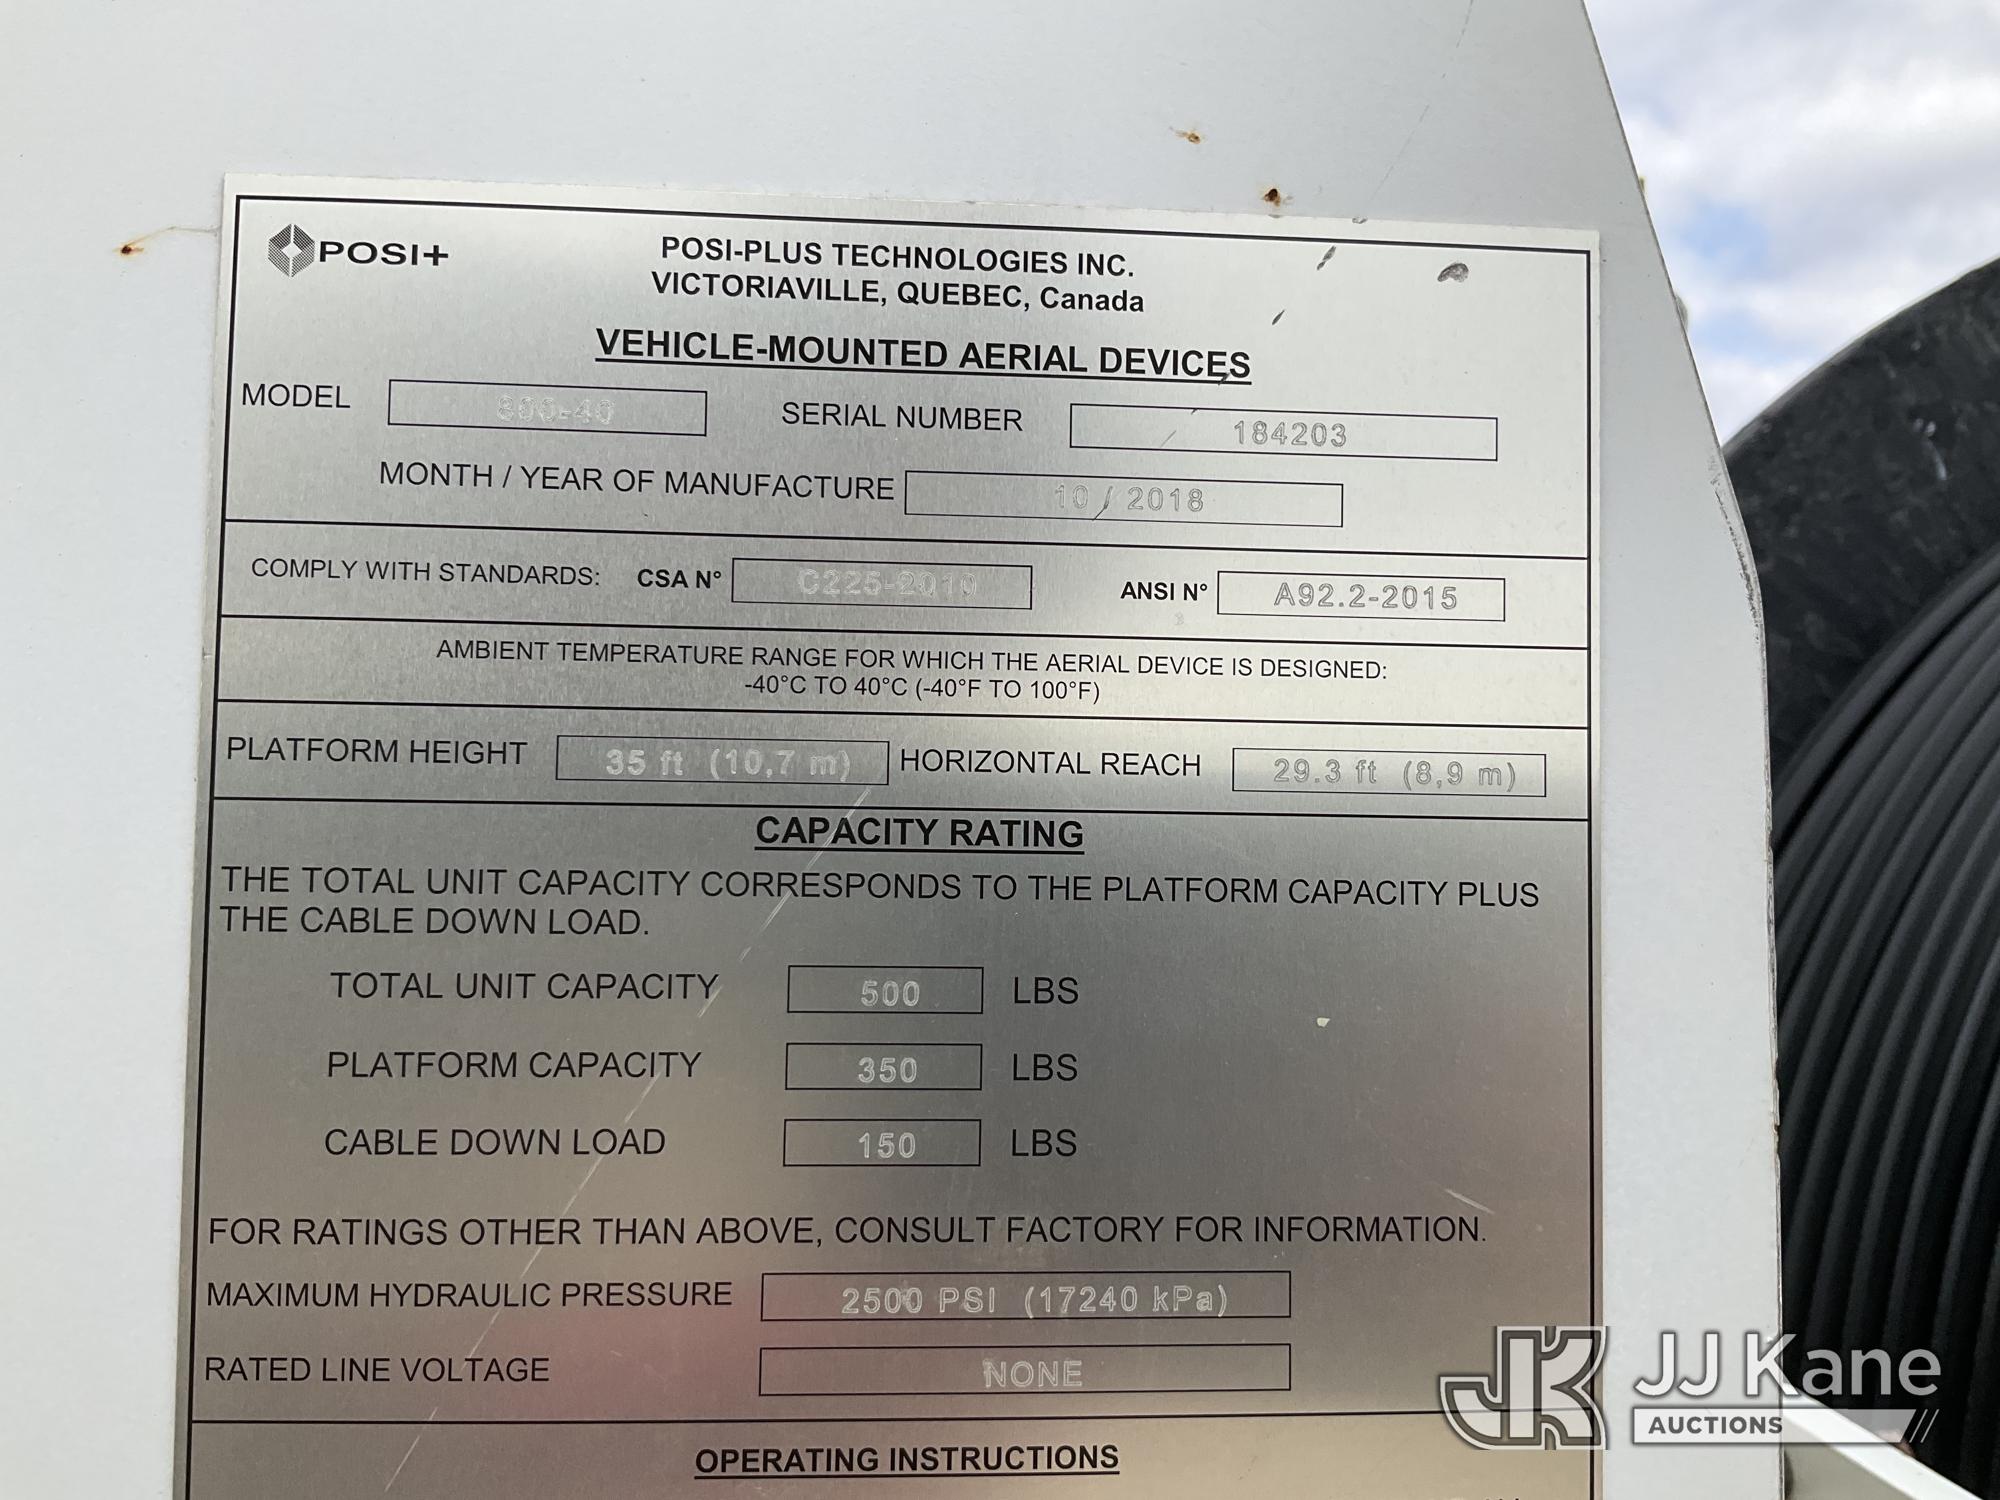 POSI+
POSI-PLUS TECHNOLOGIES INC.
VICTORIAVILLE, QUEBEC, Canada
VEHICLE-MOUNTED AERIAL DEVICES
MODEL 800-40 SERIAL NUMBER 184203
MONTH / YEAR OF MANUFACTURE 10 / 2018
COMPLY WITH STANDARDS: CSA N° C225-2010 ANSI N° A92.2-2015
AMBIENT TEMPERATURE RANGE FOR WHICH THE AERIAL DEVICE IS DESIGNED:
-40°C TO 40°C (-40°F TO 100°F)
PLATFORM HEIGHT 35 ft (10,7 m) HORIZONTAL REACH 29.3 ft (8,9 m)
CAPACITY RATING
THE TOTAL UNIT CAPACITY CORRESPONDS TO THE PLATFORM CAPACITY PLUS
THE CABLE DOWN LOAD.
TOTAL UNIT CAPACITY 500 LBS
PLATFORM CAPACITY 350 LBS
CABLE DOWN LOAD 150 LBS
FOR RATINGS OTHER THAN ABOVE, CONSULT FACTORY FOR INFORMATION.
MAXIMUM HYDRAULIC PRESSURE 2500 PSI (17240 kPa)
RATED LINE VOLTAGE NONE
OPERATING INSTRUCTIONS
JK JJ Kane
AUCTIONS